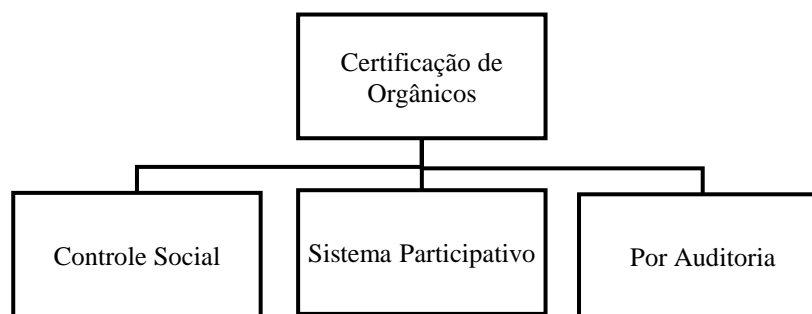 Certificação de
Orgânicos
Controle Social
Sistema Participativo
Por Auditoria